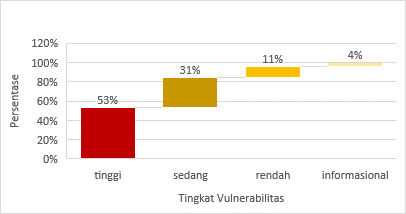 120%
100%
80%
60%
40%
20%
0%
Persentase
53%
31%
11%
4%
tinggi
sedang
rendah
informasional
Tingkat Vulnerabilitas